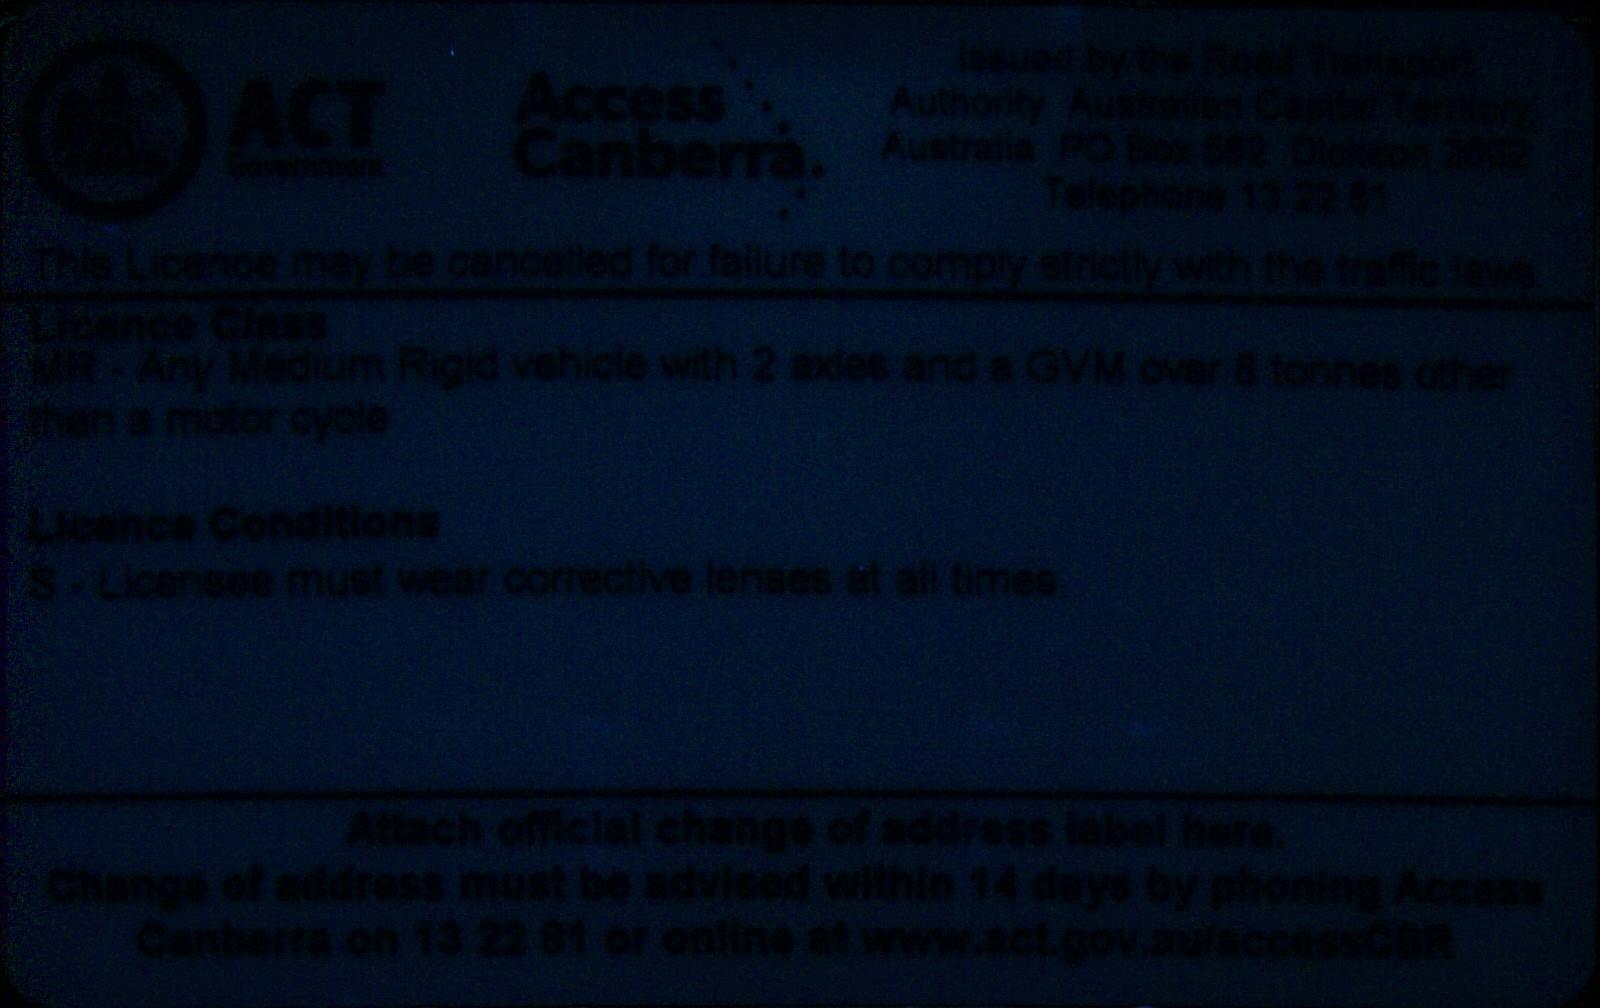 ACT
Government
Access
Canberra.
Issued by the Road Transport
Authority Australian Capital Territory,
Australia PO Box 582 Dickson 2602
Telephone 13 22 81
This Licence may be cancelled for failure to comply strictly with the traffic laws
Licence Class
MR - Any Medium Rigid vehicle with 2 axles and a GVM over 8 tonnes other
than a motor cycle
Licence Conditions
S - Licensee must wear corrective lenses at all times
Attach official change of address label here.
Change of address must be advised within 14 days by phoning Access
Canberra on 13 22 81 or online at www.act.gov.au/accessCBR